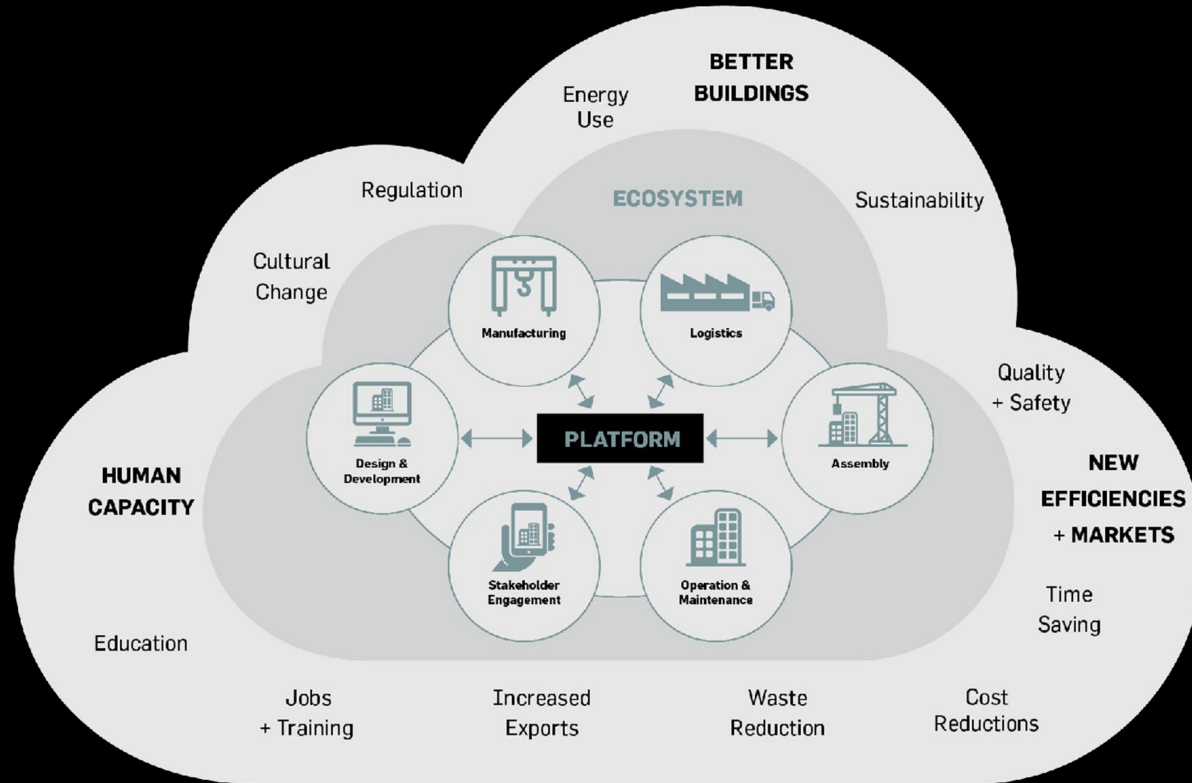 BETTER
BUILDINGS
Energy
Use
Regulation
ECOSYSTEM
Sustainability
Cultural
Change
Manufacturing
Logistics
Quality
+ Safety
PLATFORM
Design &
Development
Assembly
HUMAN
CAPACITY
NEW
EFFICIENCIES
+ MARKETS
Stakeholder
Engagement
Operation &
Maintenance
Time
Saving
Education
Jobs
+ Training
Increased
Exports
Waste
Reduction
Cost
Reductions